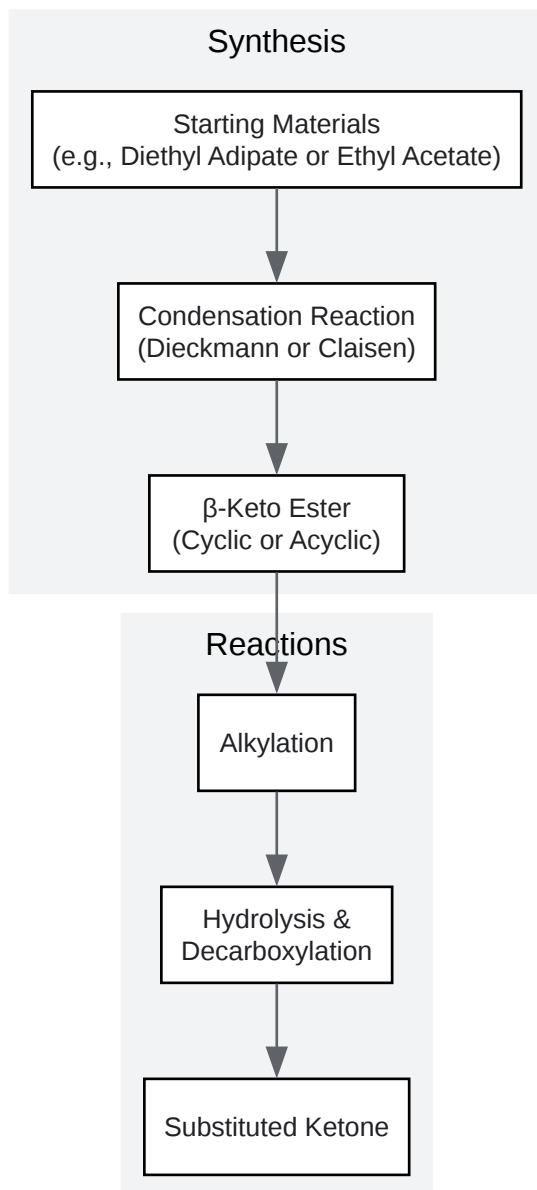 Synthesis
Starting Materials
(e.g., Diethyl Adipate or Ethyl Acetate)
Condensation Reaction
(Dieckmann or Claisen)
β-Keto Ester
(Cyclic or Acyclic)
Reactions
Alkylation
Hydrolysis &
Decarboxylation
Substituted Ketone